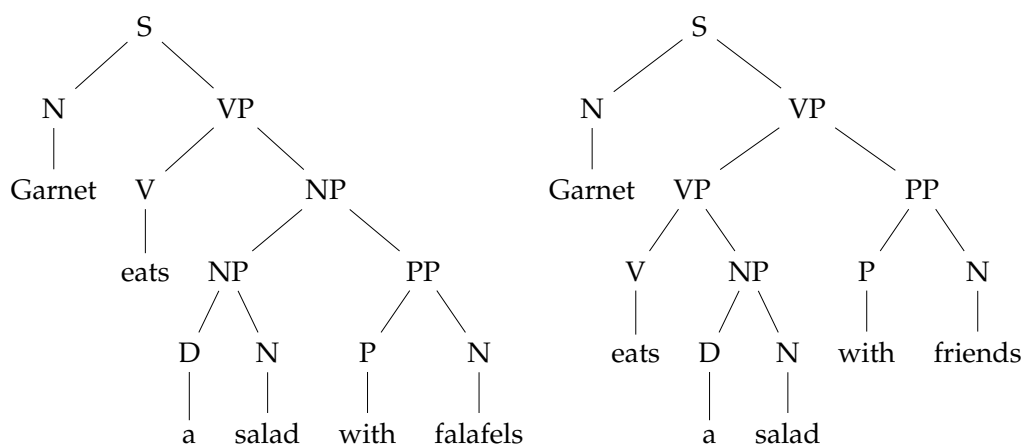 S S
N VP N VP
Garnet V NP Garnet VP PP
eats NP PP V NP P N
D N P N eats D N with friends
a salad with falafels a salad